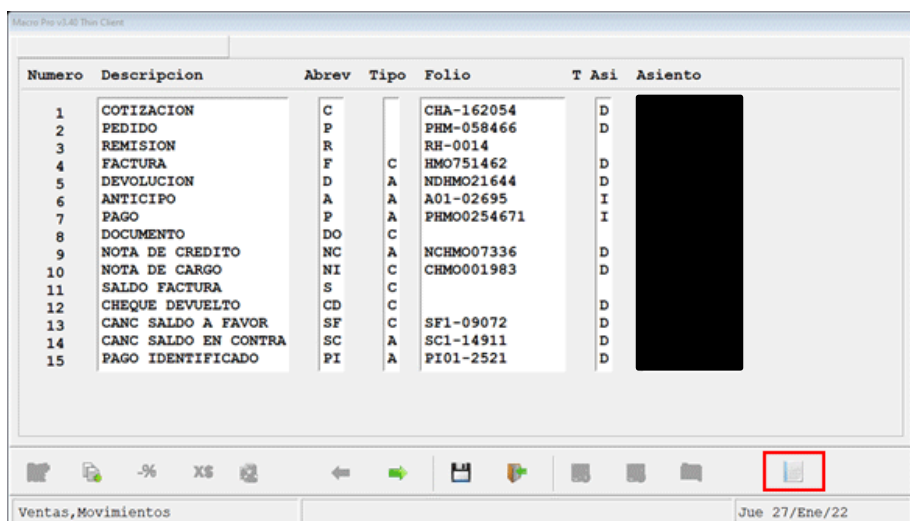 Macro Pro v3.40 Thin Client
Numero Descripcion Abrev Tipo Folio T Asi Asiento
1 COTIZACION C CHA-162054 D
2 PEDIDO P PHM-058466 D
3 REMISION R RH-0014
4 FACTURA F C HMO751462 D
5 DEVOLUCION D A NDHMO21644 D
6 ANTICIPO A A A01-02695 I
7 PAGO P A PHMO0254671 I
8 DOCUMENTO DO C
9 NOTA DE CREDITO NC A NCHMO07336 D
10 NOTA DE CARGO NI C CHMO001983 D
11 SALDO FACTURA S C
12 CHEQUE DEVUELTO CD C D
13 CANC SALDO A FAVOR SF C SF1-09072 D
14 CANC SALDO EN CONTRA SC A SC1-14911 D
15 PAGO IDENTIFICADO PI A PI01-2521 D
-% X$
Ventas,Movimientos Jue 27/Ene/22